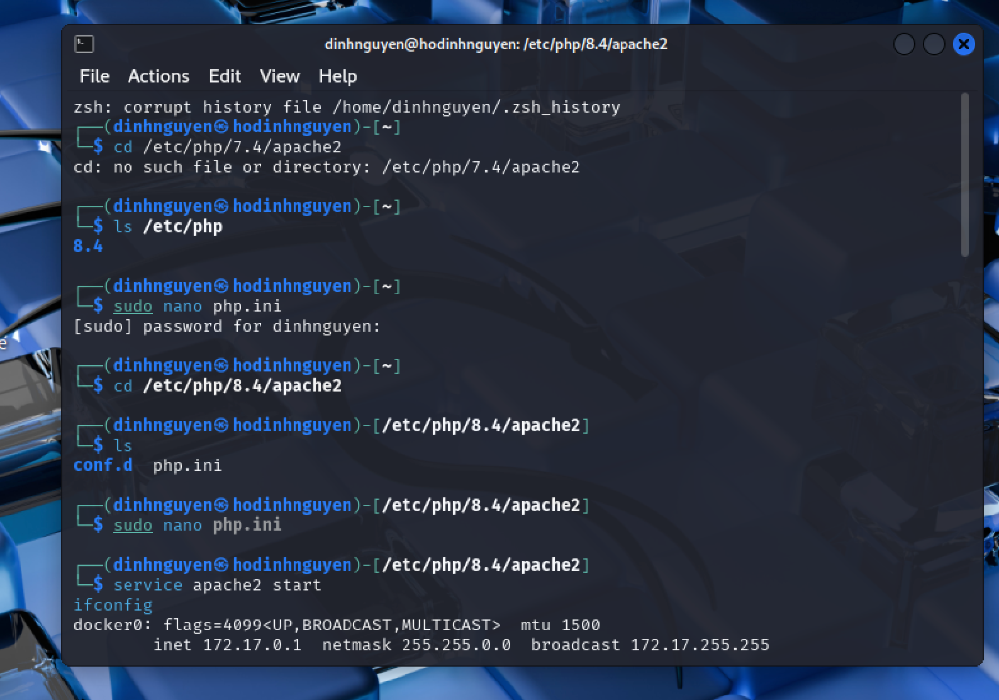 dinhnguyen@hodinhnguyen: /etc/php/8.4/apache2
File Actions Edit View Help
zsh: corrupt history file /home/dinhnguyen/.zsh_history
┌──(dinhnguyen㉿hodinhnguyen)-[~]
└─$ cd /etc/php/7.4/apache2
cd: no such file or directory: /etc/php/7.4/apache2
┌──(dinhnguyen㉿hodinhnguyen)-[~]
└─$ ls /etc/php
8.4
┌──(dinhnguyen㉿hodinhnguyen)-[~]
└─$ sudo nano php.ini
[sudo] password for dinhnguyen:
┌──(dinhnguyen㉿hodinhnguyen)-[~]
└─$ cd /etc/php/8.4/apache2
┌──(dinhnguyen㉿hodinhnguyen)-[/etc/php/8.4/apache2]
└─$ ls
conf.d  php.ini
┌──(dinhnguyen㉿hodinhnguyen)-[/etc/php/8.4/apache2]
└─$ sudo nano php.ini
┌──(dinhnguyen㉿hodinhnguyen)-[/etc/php/8.4/apache2]
└─$ service apache2 start
ifconfig
docker0: flags=4099<UP,BROADCAST,MULTICAST>  mtu 1500
        inet 172.17.0.1  netmask 255.255.0.0  broadcast 172.17.255.255